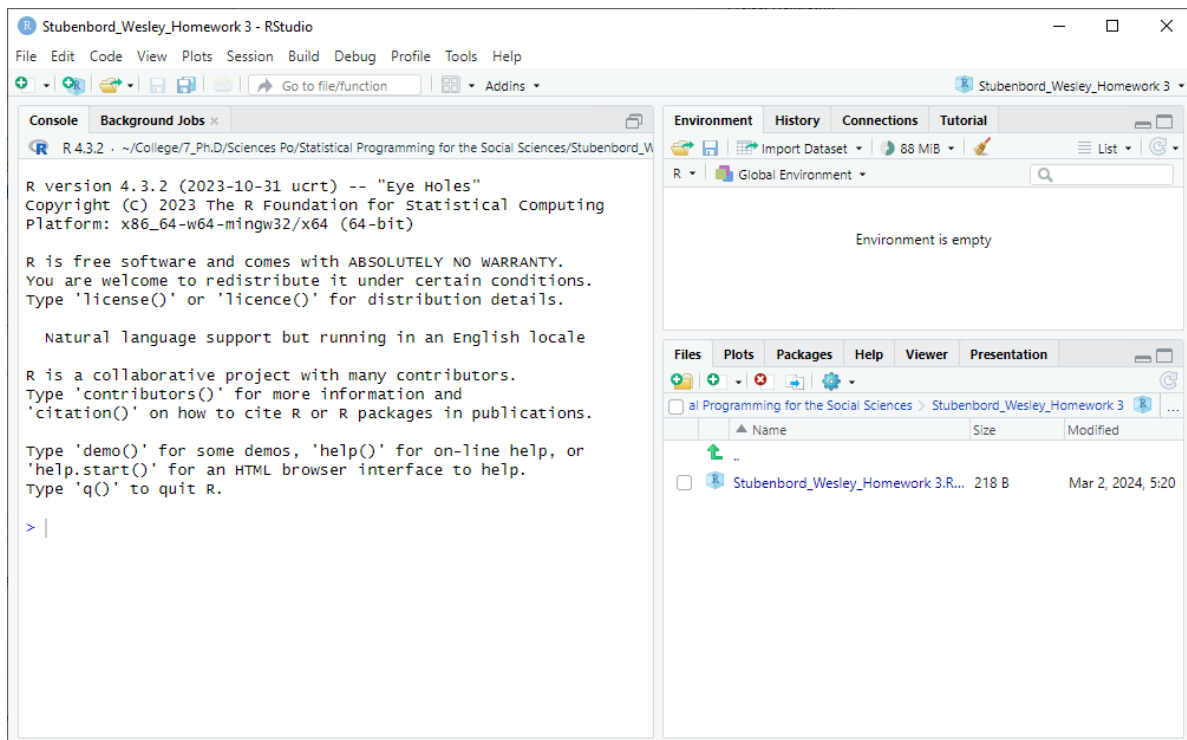 Stubenbord_Wesley_Homework 3 - RStudio
File Edit Code View Plots Session Build Debug Profile Tools Help
Go to file/function Addins Stubenbord_Wesley_Homework 3
Console Background Jobs
R 4.3.2 · ~/College/7_Ph.D/Sciences Po/Statistical Programming for the Social Sciences/Stubenbord_W
R version 4.3.2 (2023-10-31 ucrt) -- "Eye Holes"
Copyright (C) 2023 The R Foundation for Statistical Computing
Platform: x86_64-w64-mingw32/x64 (64-bit)
R is free software and comes with ABSOLUTELY NO WARRANTY.
You are welcome to redistribute it under certain conditions.
Type 'license()' or 'licence()' for distribution details.
Natural language support but running in an English locale
R is a collaborative project with many contributors.
Type 'contributors()' for more information and
'citation()' on how to cite R or R packages in publications.
Type 'demo()' for some demos, 'help()' for on-line help, or
'help.start()' for an HTML browser interface to help.
Type 'q()' to quit R.
>
Environment History Connections Tutorial
Import Dataset 88 MiB List
R Global Environment
Environment is empty
Files Plots Packages Help Viewer Presentation
al Programming for the Social Sciences > Stubenbord_Wesley_Homework 3 ...
Name Size Modified
..
Stubenbord_Wesley_Homework 3.R... 218 B Mar 2, 2024, 5:20